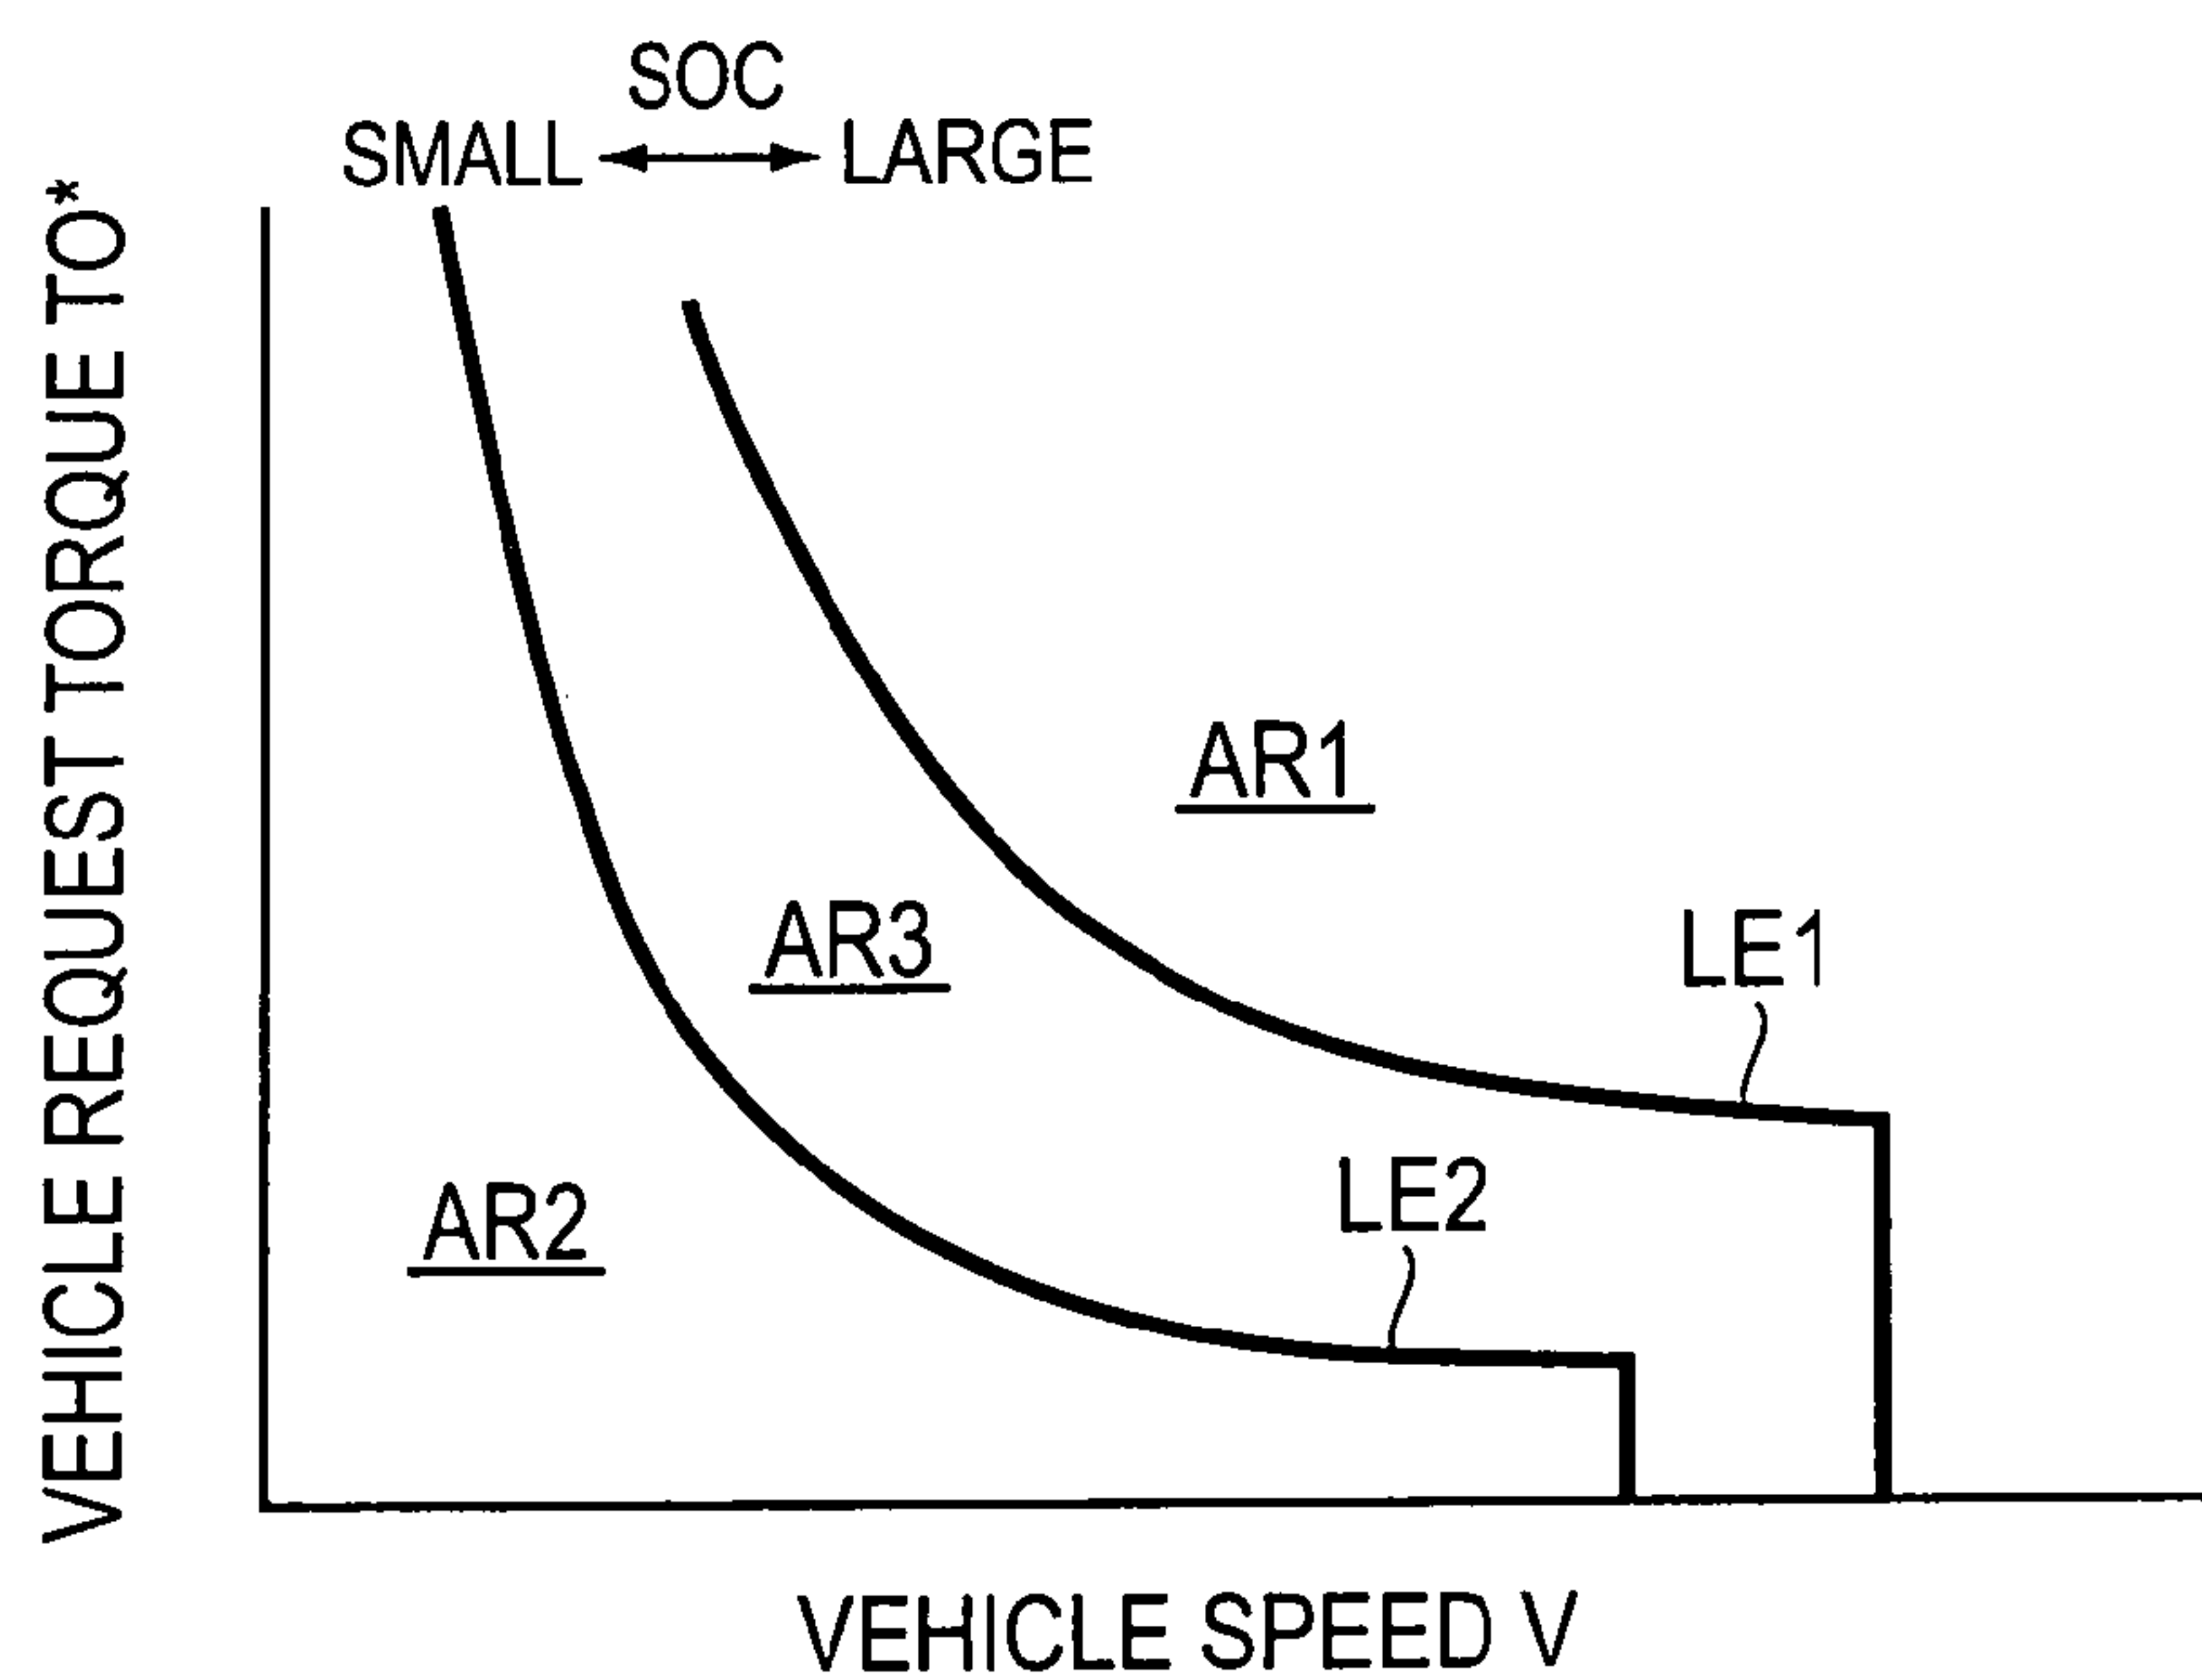 SOC
SMALL LARGE
VEHICLE REQUEST TORQUE TO*
AR1
AR3
LE1
LE2
AR2
VEHICLE SPEED V